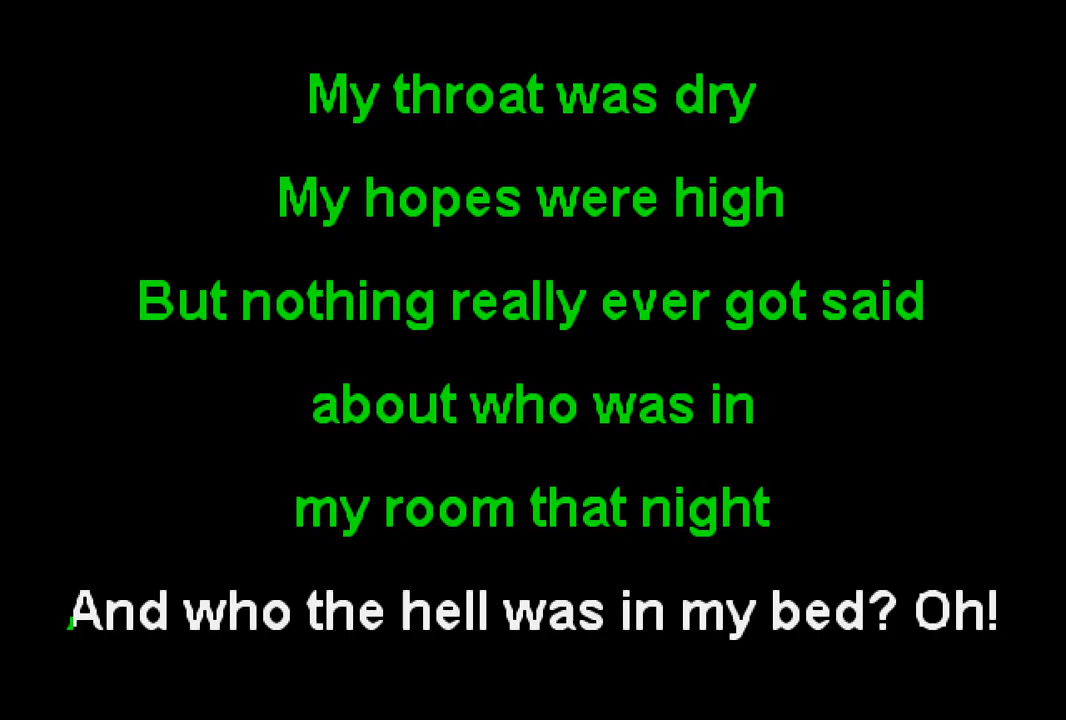 My throat was dry
My hopes were high
But nothing really ever got said
about who was in
my room that night
And who the hell was in my bed? Oh!